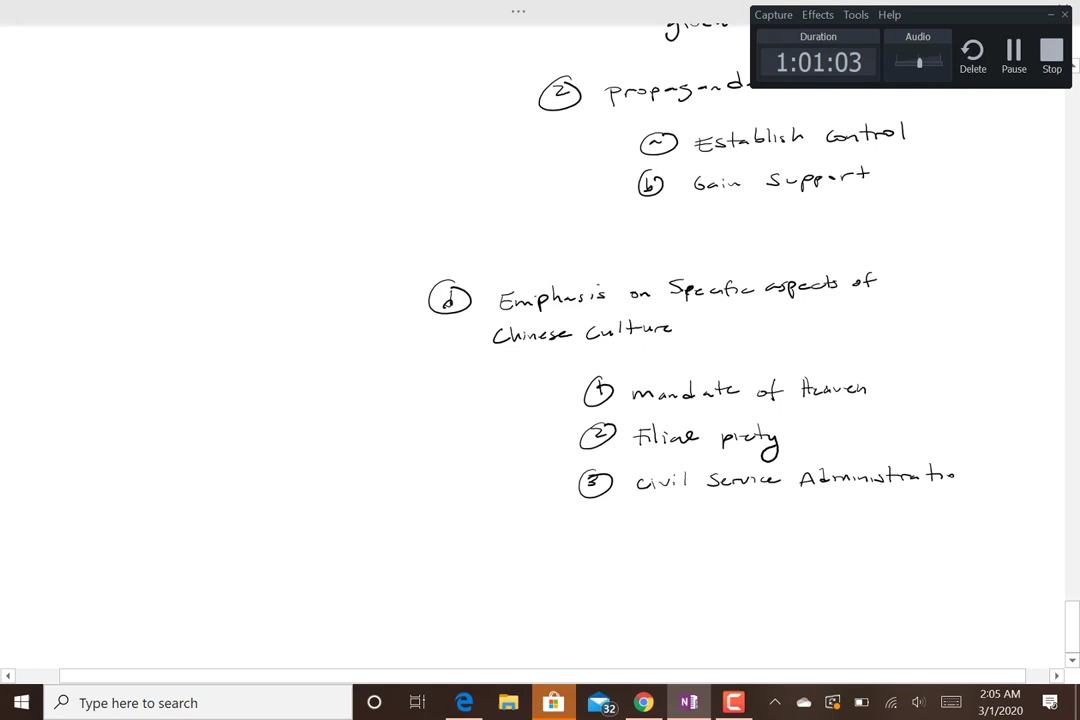 Capture Effects Tools Help
Duration Audio
1:01:03 Delete Pause Stop
2 propaganda
a Establish control
b Gain Support
d Emphasis on Specific aspects of
Chinese Culture
1 mandate of Heaven
2 Filial piety
3 Civil Service Administratio
Type here to search
32
2:05 AM
3/1/2020